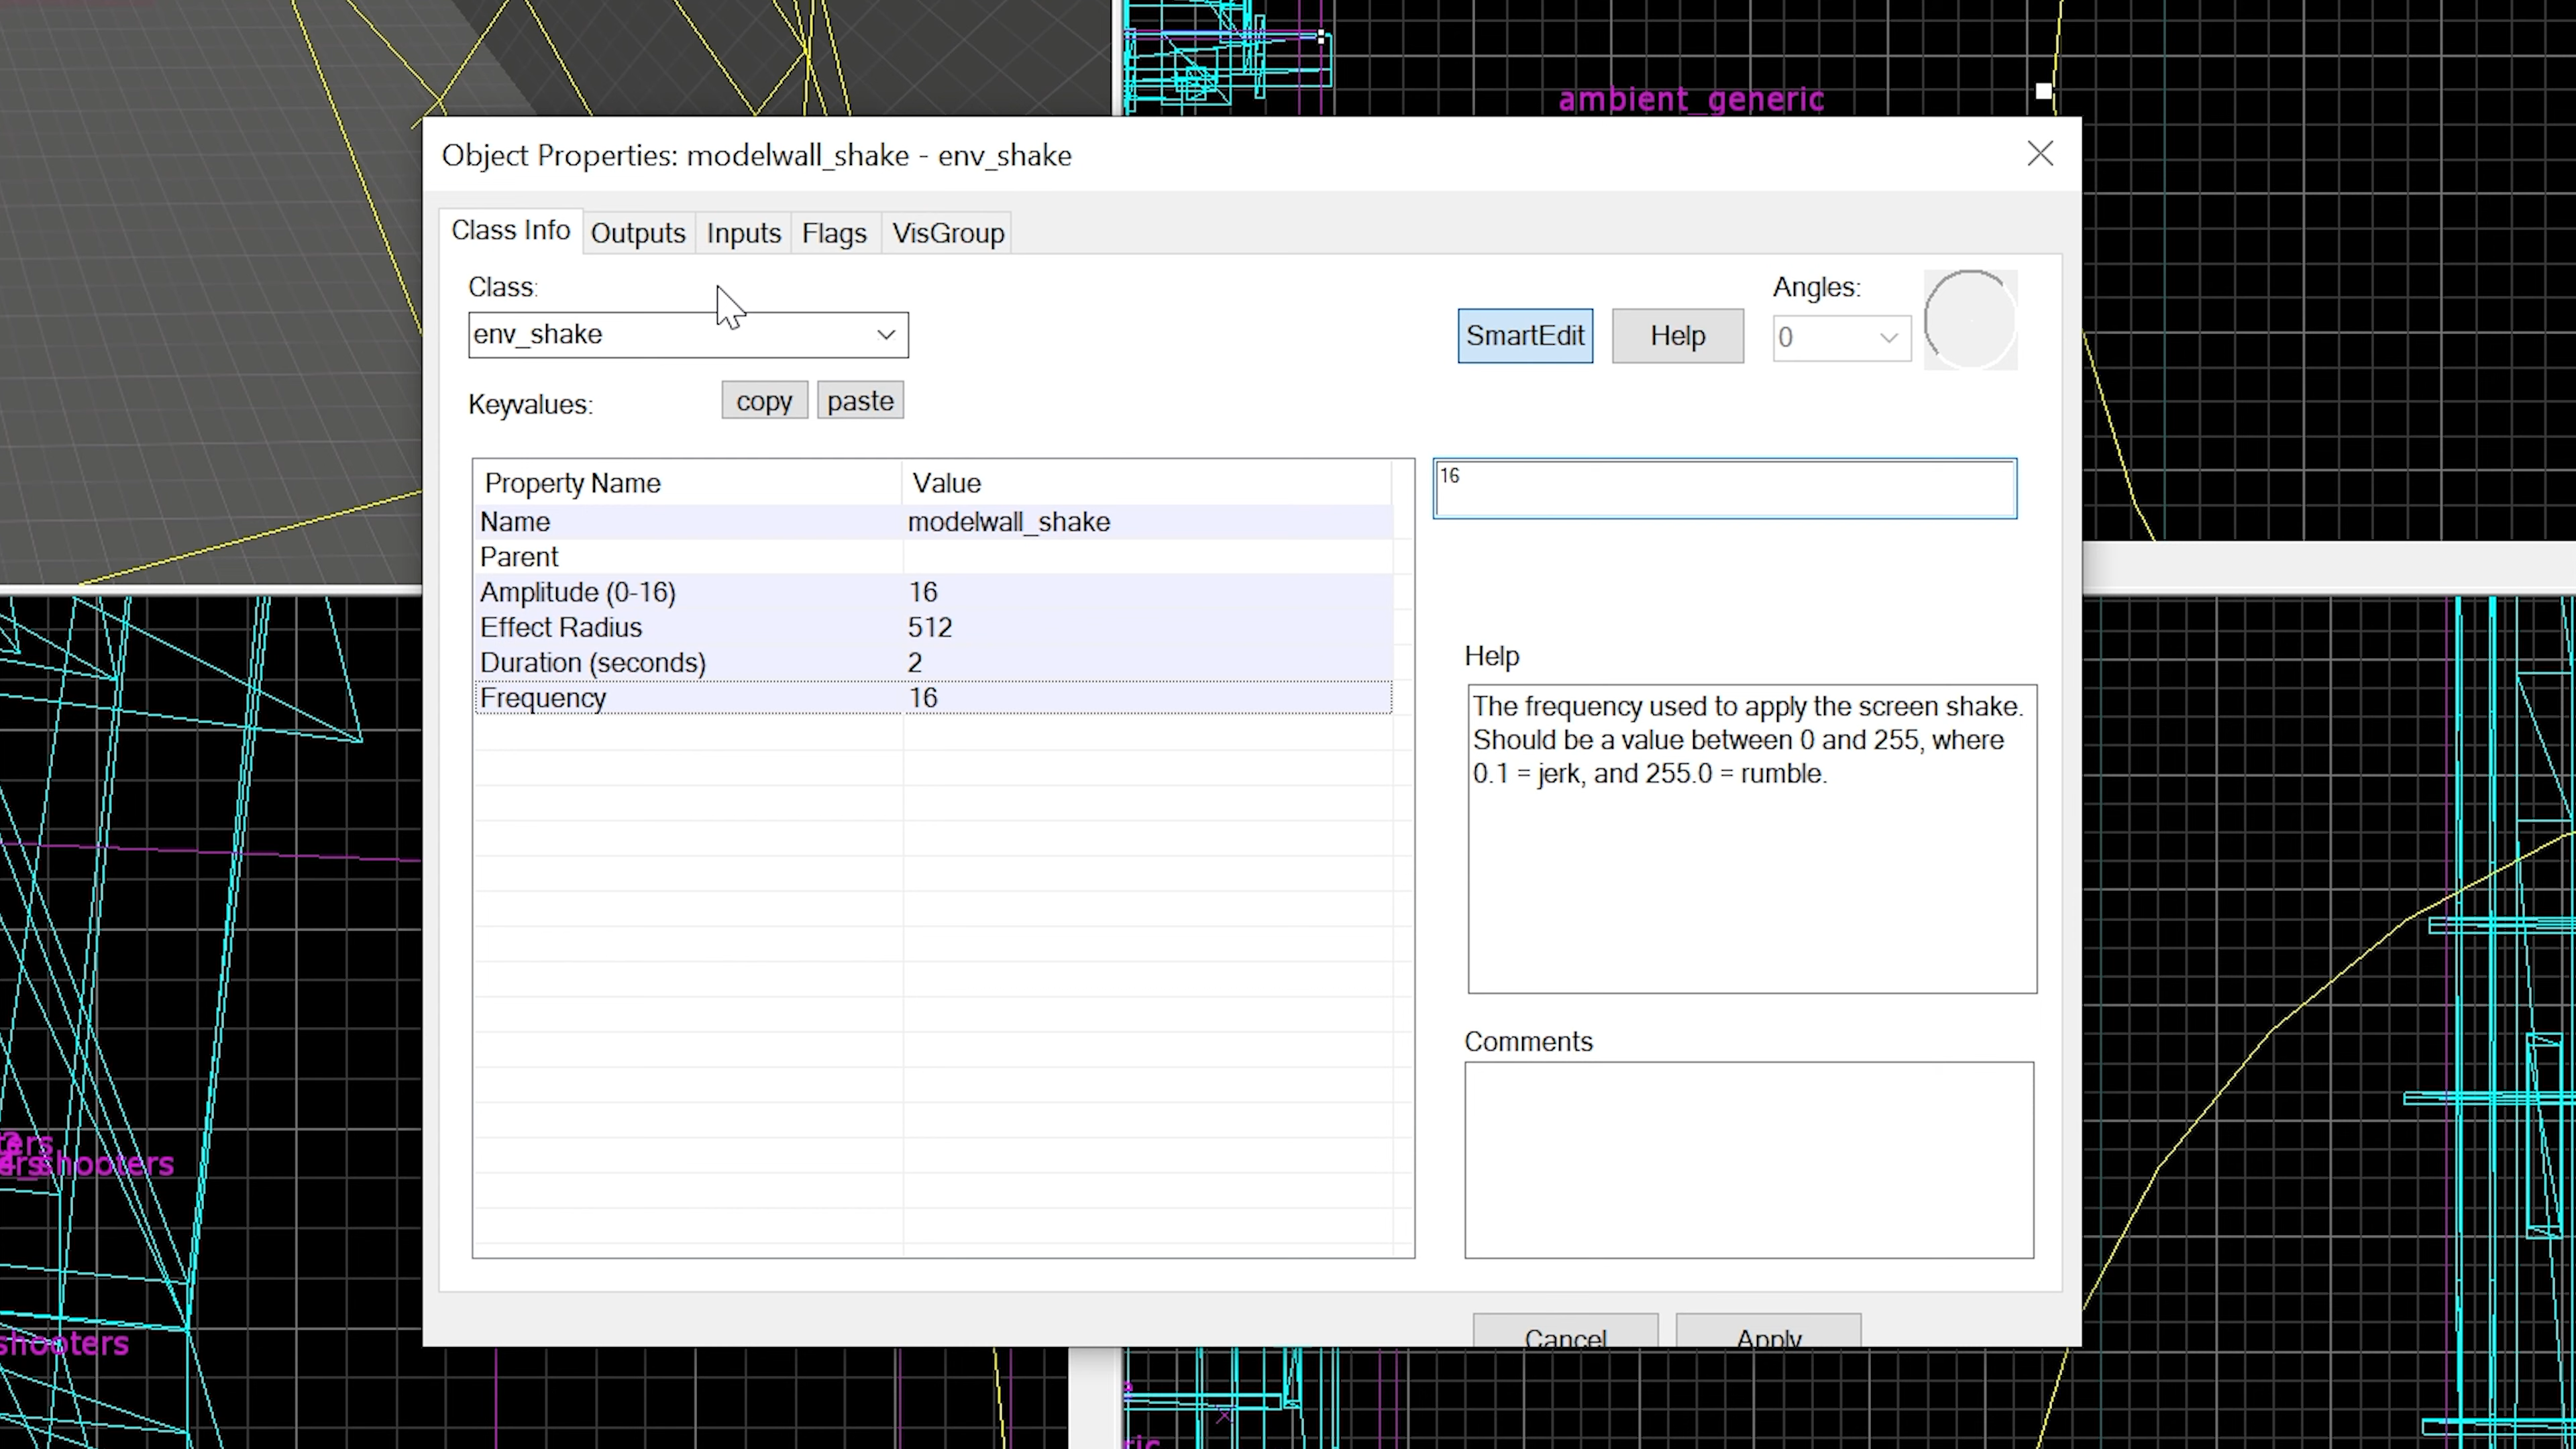 ambient_generic
Object Properties: modelwall_shake - env_shake
Class Info
Outputs
Inputs
Flags
VisGroup
Class:
env_shake
SmartEdit
Help
Angles:
0
Keyvalues:
copy
paste
Property Name Value
Name modelwall_shake
Parent
Amplitude (0-16) 16
Effect Radius 512
Duration (seconds) 2
Frequency 16
16
Help
The frequency used to apply the screen shake.
Should be a value between 0 and 255, where
0.1 = jerk, and 255.0 = rumble.
Comments
Cancel
Apply
shooters
shooters